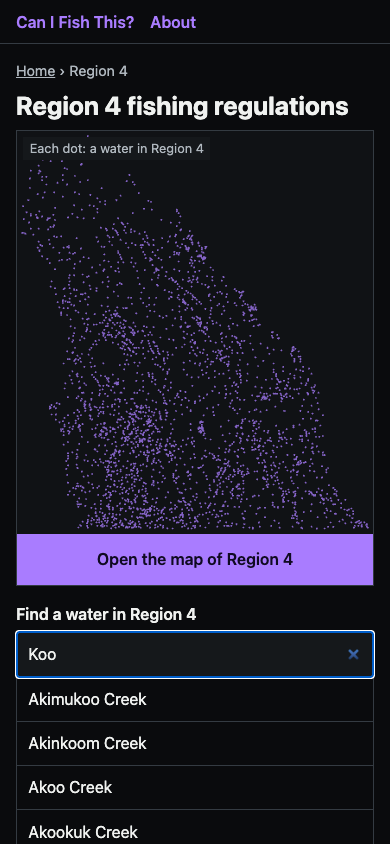 Can I Fish This? About
Home › Region 4
Region 4 fishing regulations
Each dot: a water in Region 4
Open the map of Region 4
Find a water in Region 4
Koo
Akimukoo Creek
Akinkoom Creek
Akoo Creek
Akookuk Creek